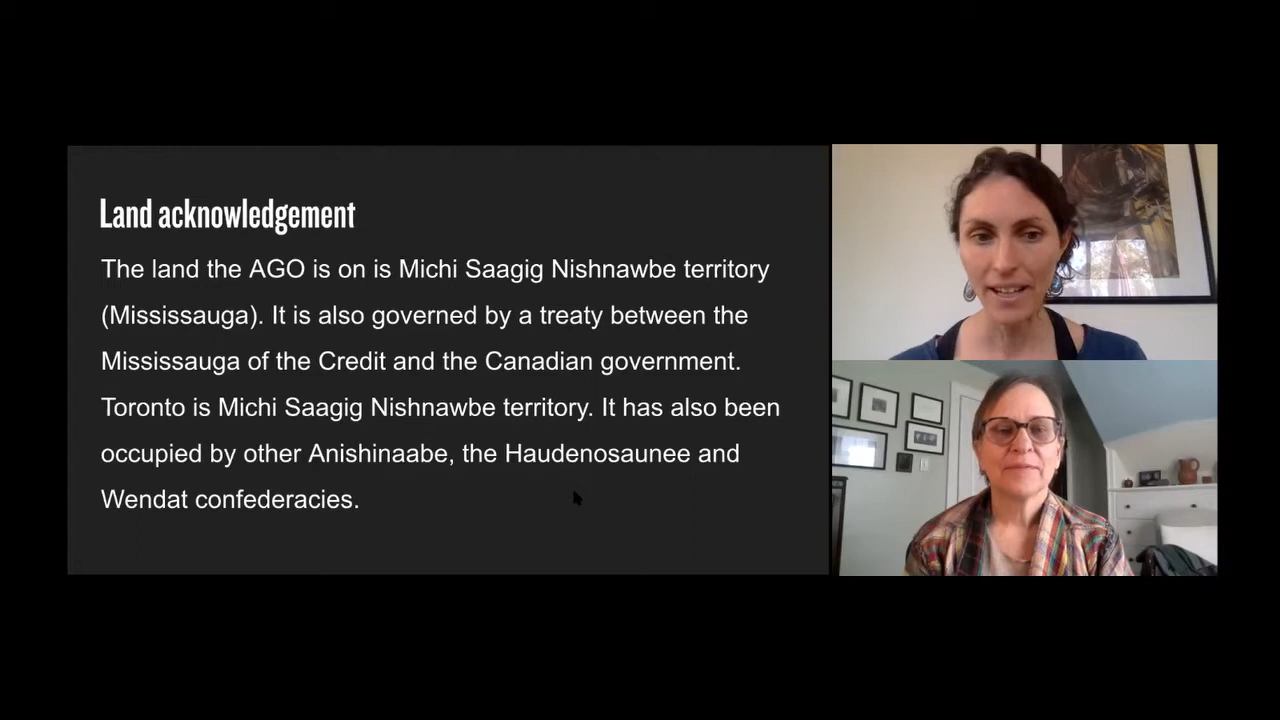 Land acknowledgement
The land the AGO is on is Michi Saagig Nishnawbe territory
(Mississauga). It is also governed by a treaty between the
Mississauga of the Credit and the Canadian government.
Toronto is Michi Saagig Nishnawbe territory. It has also been
occupied by other Anishinaabe, the Haudenosaunee and
Wendat confederacies.